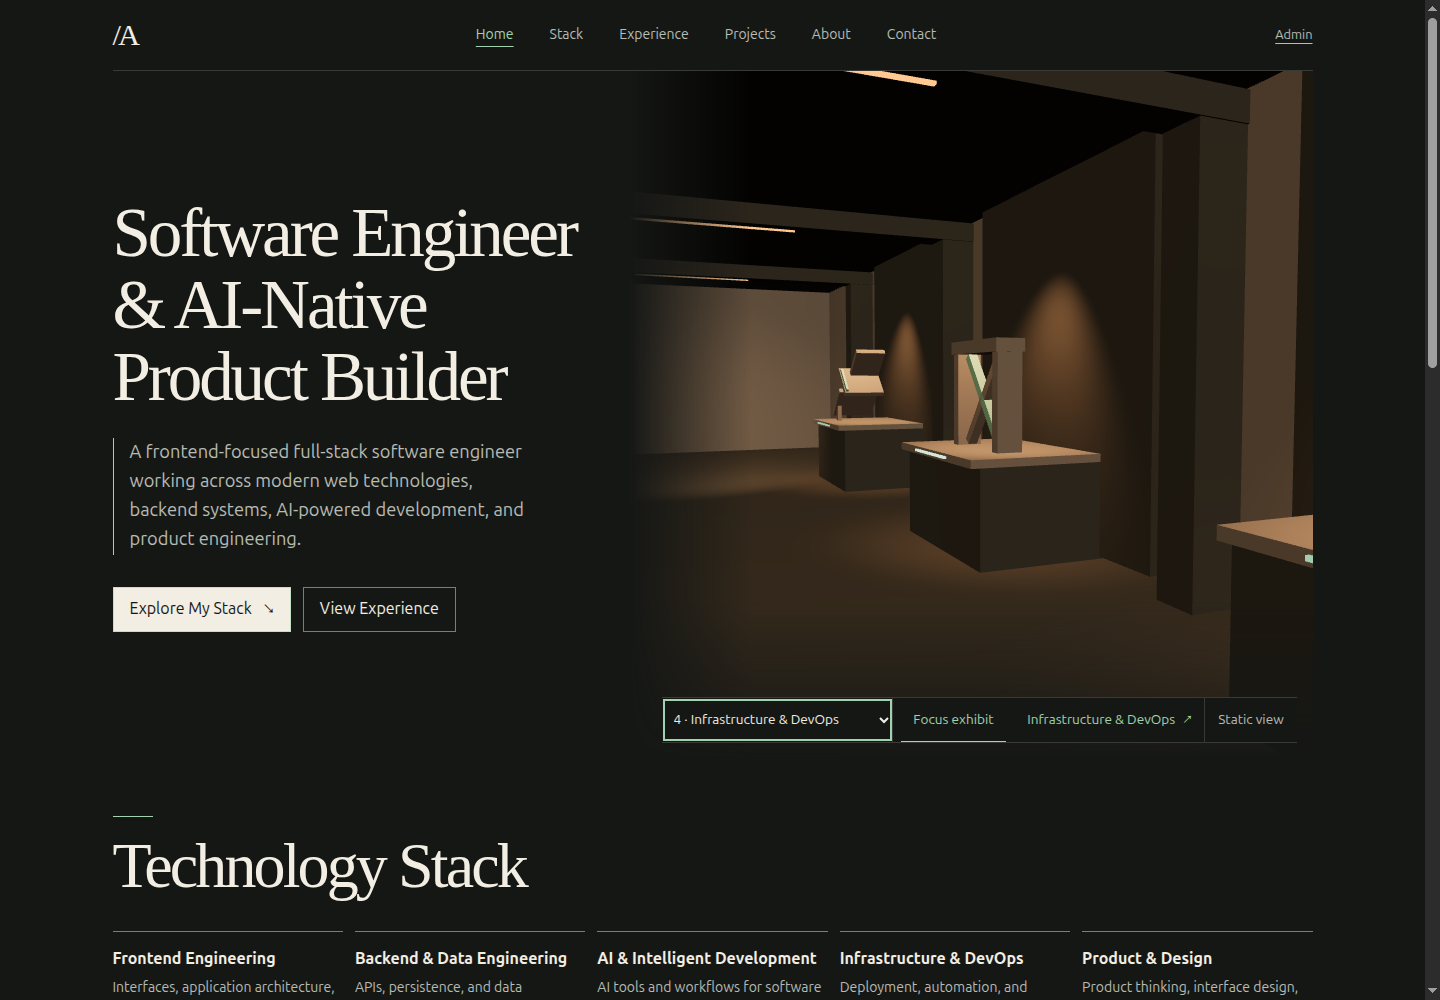 /A
Home
Stack
Experience
Projects
About
Contact
Admin
Software Engineer
& AI-Native
Product Builder
A frontend-focused full-stack software engineer
working across modern web technologies,
backend systems, AI-powered development, and
product engineering.
Explore My Stack ↘
View Experience
4 · Infrastructure & DevOps
Focus exhibit
Infrastructure & DevOps ↗
Static view
Technology Stack
Frontend Engineering
Interfaces, application architecture,
Backend & Data Engineering
APIs, persistence, and data
AI & Intelligent Development
AI tools and workflows for software
Infrastructure & DevOps
Deployment, automation, and
Product & Design
Product thinking, interface design,